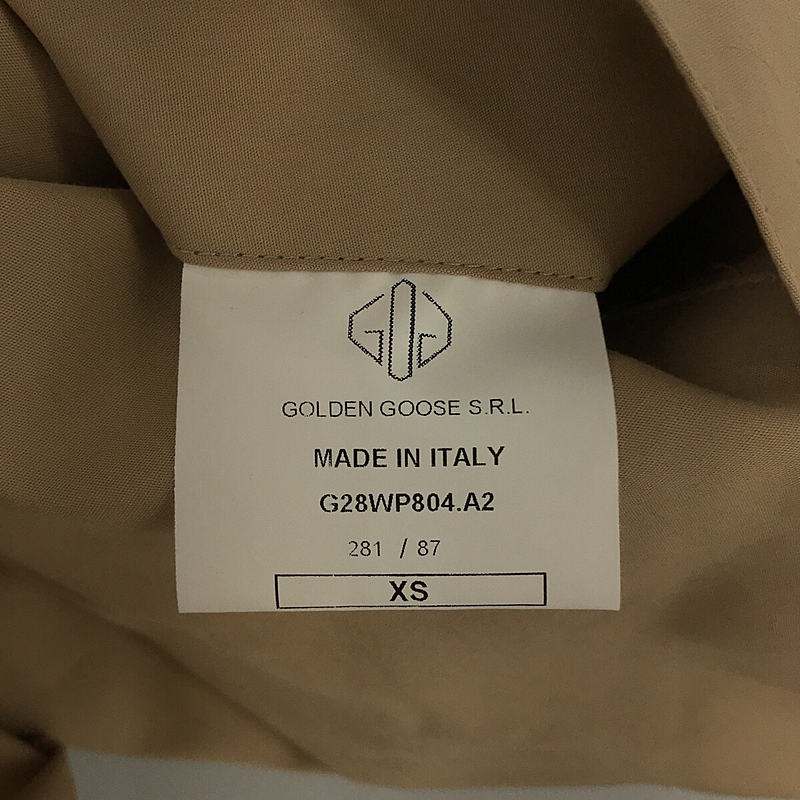 GOLDEN GOOSE S.R.L.
MADE IN ITALY
G28WP804.A2
281 / 87
XS